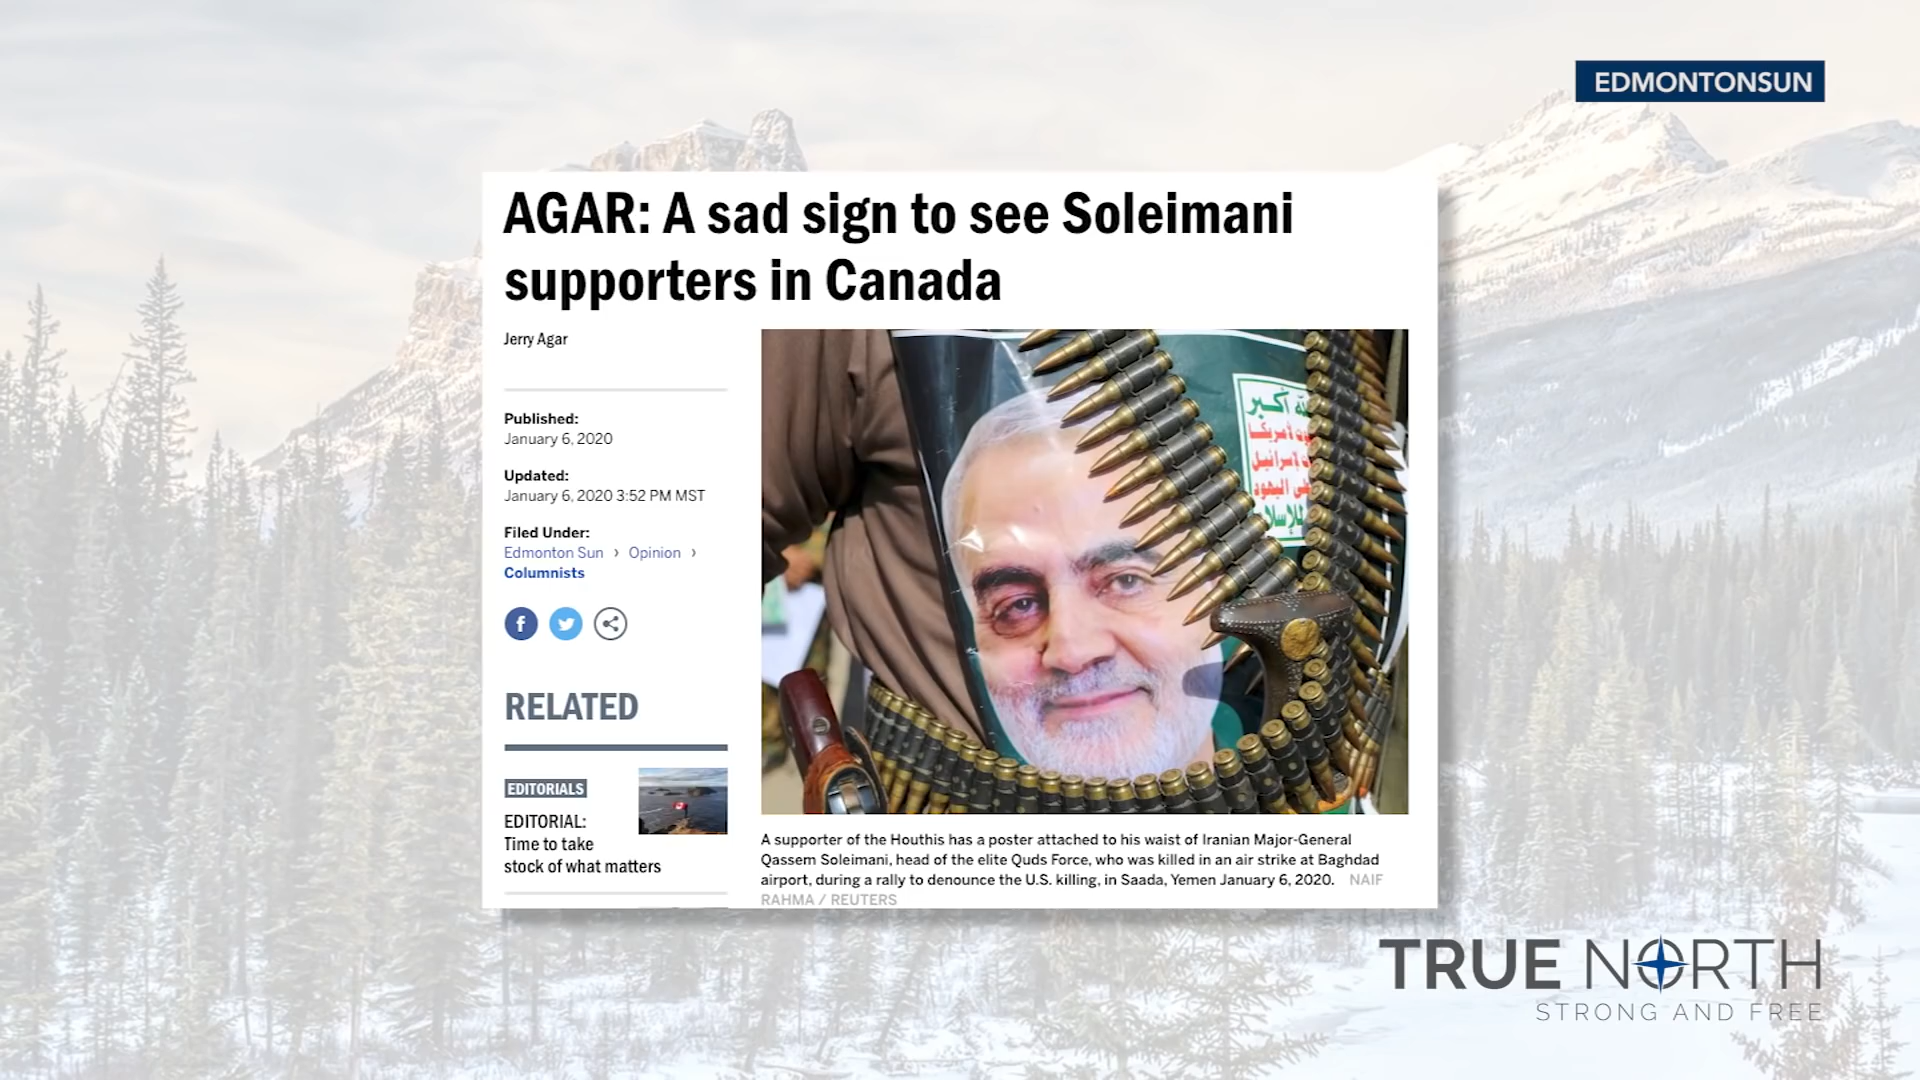 EDMONTONSUN
AGAR: A sad sign to see Soleimani
supporters in Canada
Jerry Agar
Published:
January 6, 2020
Updated:
January 6, 2020 3:52 PM MST
Filed Under:
Edmonton Sun › Opinion ›
Columnists
RELATED
EDITORIALS
EDITORIAL:
Time to take
stock of what matters
أكبر
لأمريكا
لإسرائيل
اليهود
A supporter of the Houthis has a poster attached to his waist of Iranian Major-General
Qassem Soleimani, head of the elite Quds Force, who was killed in an air strike at Baghdad
airport, during a rally to denounce the U.S. killing, in Saada, Yemen January 6, 2020. NAIF
RAHMA / REUTERS
TRUE NORTH
STRONG AND FREE